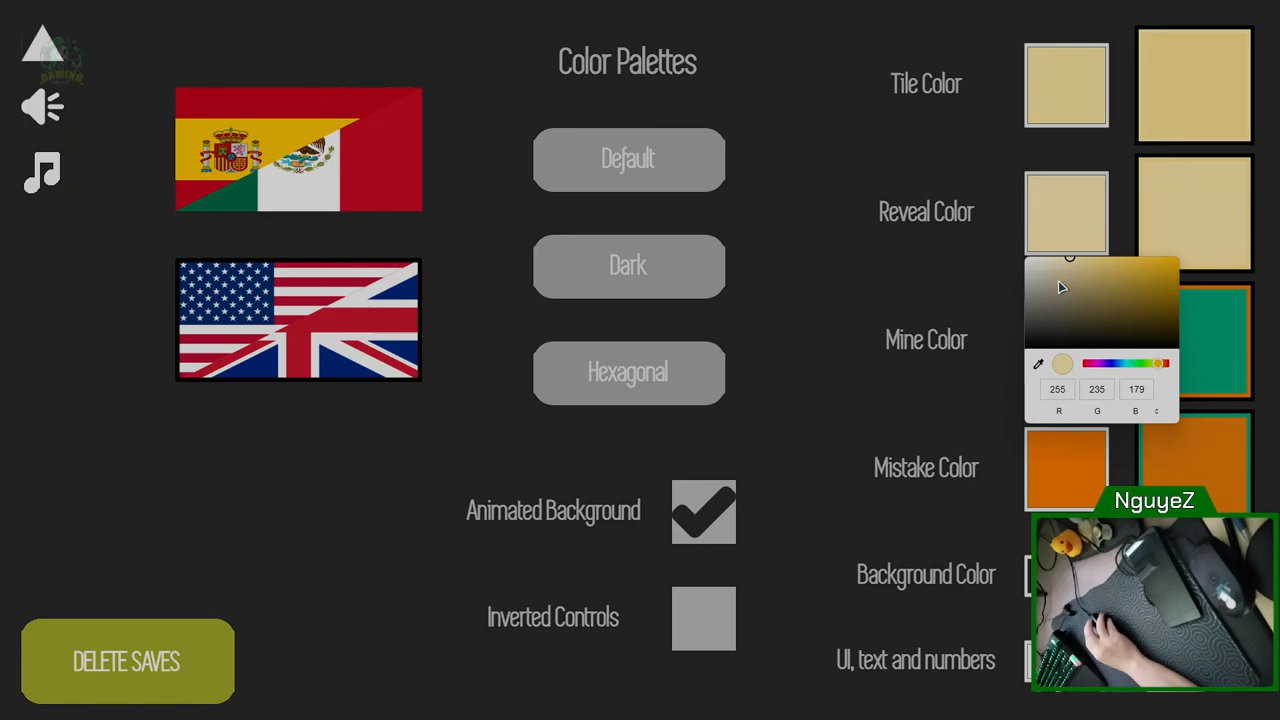 GAMING
Color Palettes
Default
Dark
Hexagonal
Animated Background
Inverted Controls
DELETE SAVES
Tile Color
Reveal Color
Mine Color
Mistake Color
Background Color
UI, text and numbers
255 235 179
R G B
NguyeZ